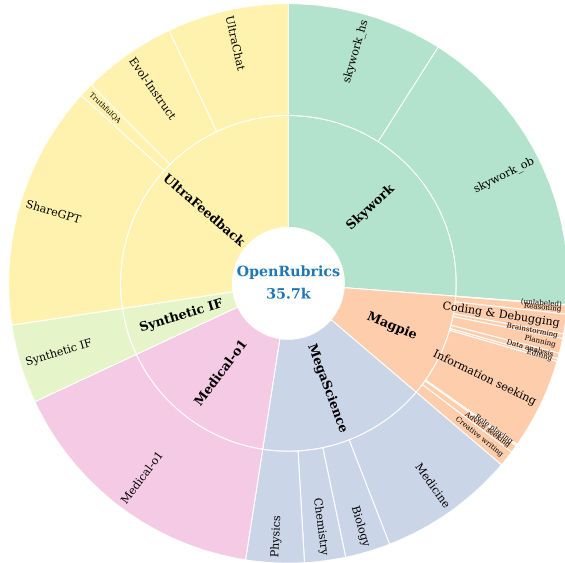 OpenRubrics
35.7k
Skywork
skywork_hs
skywork_ob
Magpie
(unlabeled)
Reasoning
Coding & Debugging
Brainstorming
Planning
Data analysis
Editing
Information seeking
Role playing
Advice seeking
Creative writing
MegaScience
Medicine
Biology
Chemistry
Physics
Medical-o1
Medical-o1
Synthetic IF
Synthetic IF
UltraFeedback
ShareGPT
TruthfulQA
Evol-Instruct
UltraChat